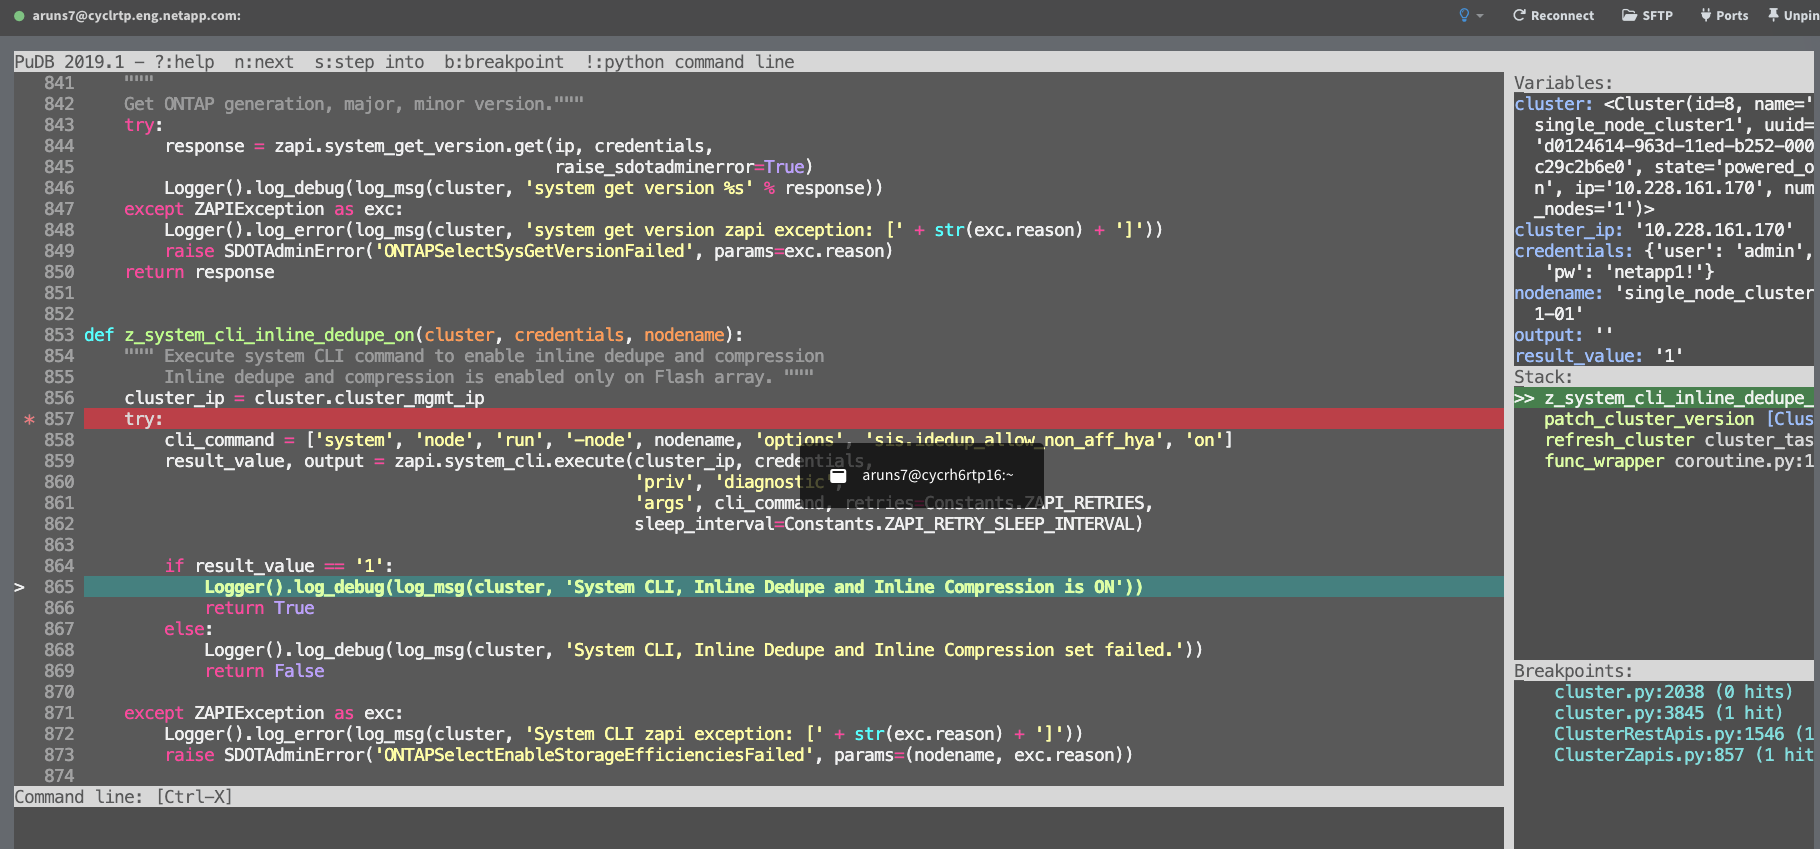 aruns7@cyclrtp.eng.netapp.com:
Reconnect SFTP Ports Unpin
PuDB 2019.1 - ?:help n:next s:step into b:breakpoint !:python command line
841 """
842 Get ONTAP generation, major, minor version."""
843 try:
844 response = zapi.system_get_version.get(ip, credentials,
845 raise_sdotadminerror=True)
846 Logger().log_debug(log_msg(cluster, 'system get version %s' % response))
847 except ZAPIException as exc:
848 Logger().log_error(log_msg(cluster, 'system get version zapi exception: [' + str(exc.reason) + ']'))
849 raise SDOTAdminError('ONTAPSelectSysGetVersionFailed', params=exc.reason)
850 return response
851
852
853 def z_system_cli_inline_dedupe_on(cluster, credentials, nodename):
854 """ Execute system CLI command to enable inline dedupe and compression
855 Inline dedupe and compression is enabled only on Flash array. """
856 cluster_ip = cluster.cluster_mgmt_ip
* 857 try:
858 cli_command = ['system', 'node', 'run', '-node', nodename, 'options', 'sis.idedup_allow_non_aff_hya', 'on']
859 result_value, output = zapi.system_cli.execute(cluster_ip, credentials,
860 'priv', 'diagnostic',
861 'args', cli_command, retries=Constants.ZAPI_RETRIES,
862 sleep_interval=Constants.ZAPI_RETRY_SLEEP_INTERVAL)
863
864 if result_value == '1':
> 865 Logger().log_debug(log_msg(cluster, 'System CLI, Inline Dedupe and Inline Compression is ON'))
866 return True
867 else:
868 Logger().log_debug(log_msg(cluster, 'System CLI, Inline Dedupe and Inline Compression set failed.'))
869 return False
870
871 except ZAPIException as exc:
872 Logger().log_error(log_msg(cluster, 'System CLI zapi exception: [' + str(exc.reason) + ']'))
873 raise SDOTAdminError('ONTAPSelectEnableStorageEfficienciesFailed', params=(nodename, exc.reason))
874
aruns7@cycrh6rtp16:~
Command line: [Ctrl-X]
Variables:
cluster: <Cluster(id=8, name='
single_node_cluster1', uuid=
'd0124614-963d-11ed-b252-000
c29c2b6e0', state='powered_o
n', ip='10.228.161.170', num
_nodes='1')>
cluster_ip: '10.228.161.170'
credentials: {'user': 'admin',
'pw': 'netapp1!'}
nodename: 'single_node_cluster
1-01'
output: ''
result_value: '1'
Stack:
>> z_system_cli_inline_dedupe_
patch_cluster_version [Clus
refresh_cluster cluster_tas
func_wrapper coroutine.py:1
Breakpoints:
cluster.py:2038 (0 hits)
cluster.py:3845 (1 hit)
ClusterRestApis.py:1546 (1
ClusterZapis.py:857 (1 hit